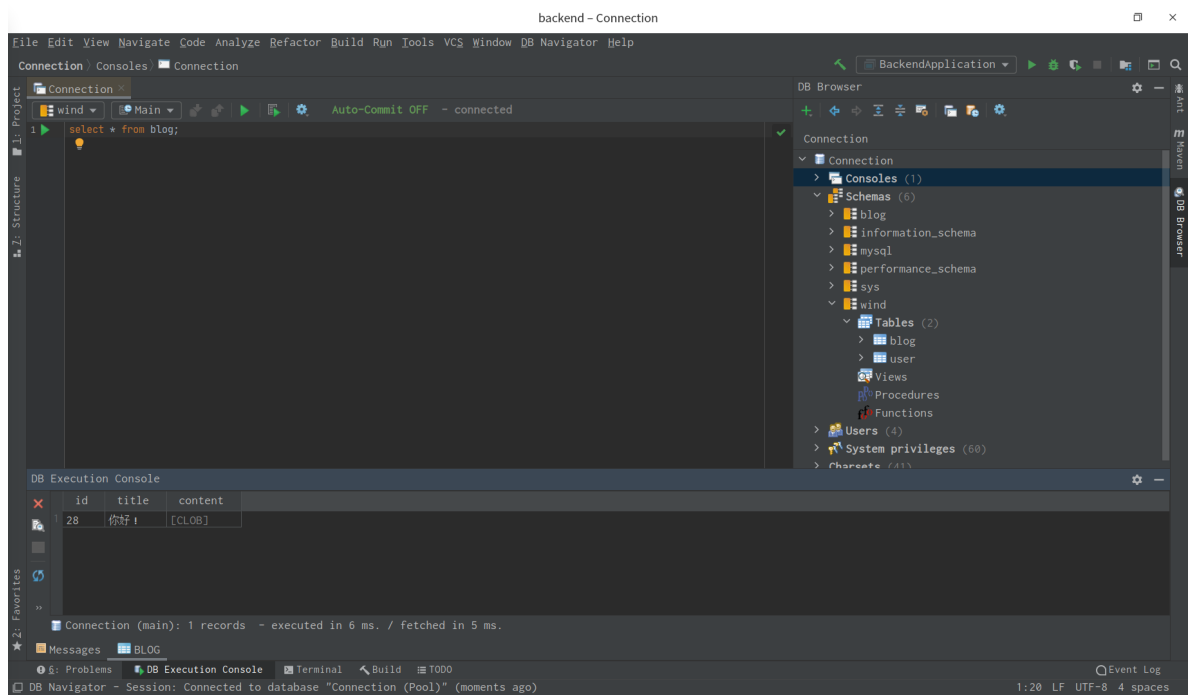 backend – Connection
File Edit View Navigate Code Analyze Refactor Build Run Tools VCS Window DB Navigator Help
Connection Consoles Connection
BackendApplication
Connection
DB Browser
wind Main Auto-Commit OFF - connected
1 select * from blog;
Connection
Connection
Consoles (1)
Schemas (6)
blog
information_schema
mysql
performance_schema
sys
wind
Tables (2)
blog
user
Views
Procedures
Functions
Users (4)
System privileges (60)
Charsets (41)
1: Project
7: Structure
2: Favorites
Ant
Maven
DB Browser
DB Execution Console
id title content
1 28 你好！ [CLOB]
Connection (main): 1 records - executed in 6 ms. / fetched in 5 ms.
Messages BLOG
6: Problems DB Execution Console Terminal Build TODO Event Log
DB Navigator - Session: Connected to database "Connection (Pool)" (moments ago) 1:20 LF UTF-8 4 spaces